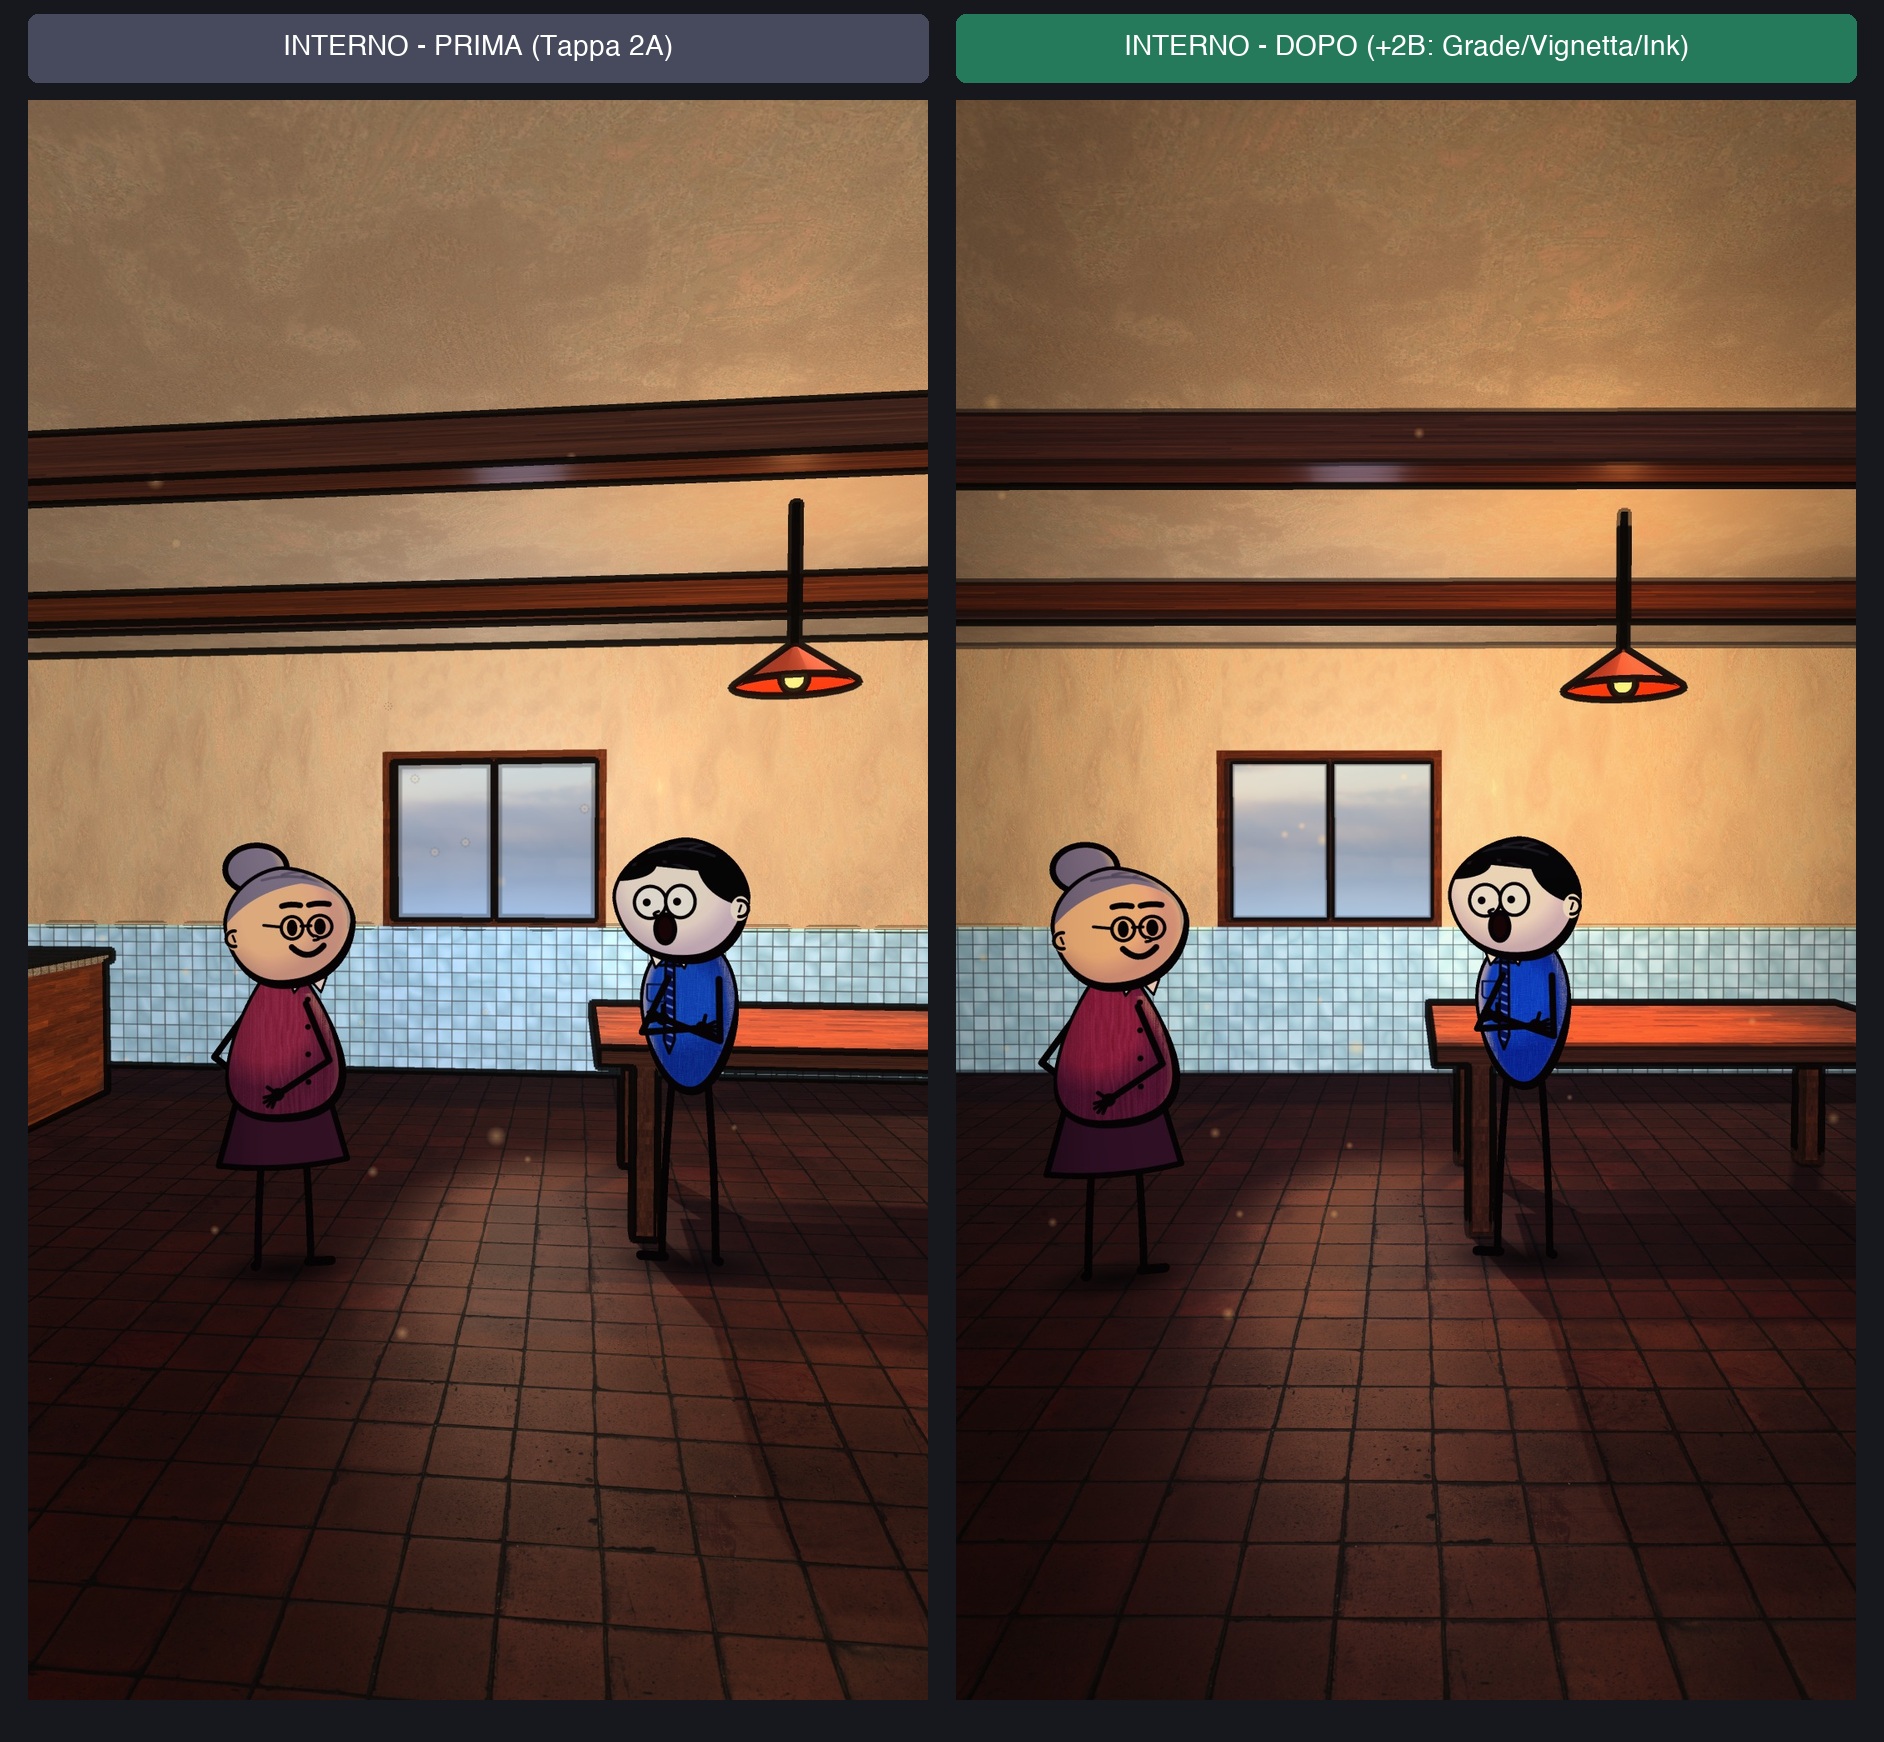 INTERNO - PRIMA (Tappa 2A)
INTERNO - DOPO (+2B: Grade/Vignetta/Ink)